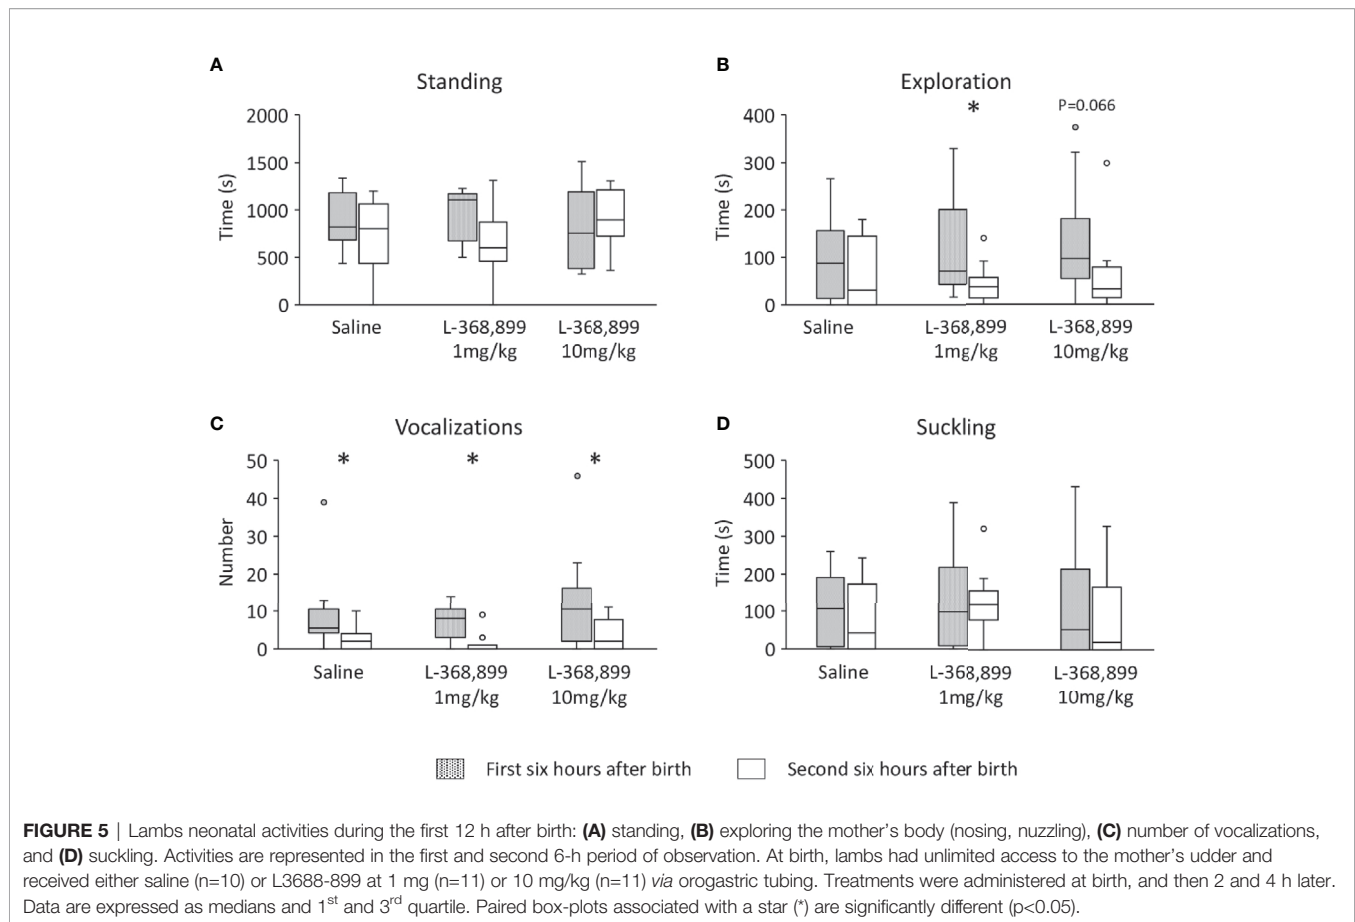 A
Standing
2000
1500
1000
500
0
Time (s)
Saline
L-368,899
1mg/kg
L-368,899
10mg/kg
B
Exploration
*
P=0.066
400
300
200
100
0
Time (s)
Saline
L-368,899
1mg/kg
L-368,899
10mg/kg
C
Vocalizations
* * *
50
40
30
20
10
0
Number
Saline
L-368,899
1mg/kg
L-368,899
10mg/kg
D
Suckling
500
400
300
200
100
0
Time (s)
Saline
L-368,899
1mg/kg
L-368,899
10mg/kg
First six hours after birth
Second six hours after birth
FIGURE 5 | Lambs neonatal activities during the first 12 h after birth: (A) standing, (B) exploring the mother's body (nosing, nuzzling), (C) number of vocalizations,
and (D) suckling. Activities are represented in the first and second 6-h period of observation. At birth, lambs had unlimited access to the mother's udder and
received either saline (n=10) or L3688-899 at 1 mg (n=11) or 10 mg/kg (n=11) via orogastric tubing. Treatments were administered at birth, and then 2 and 4 h later.
Data are expressed as medians and 1st and 3rd quartile. Paired box-plots associated with a star (*) are significantly different (p<0.05).